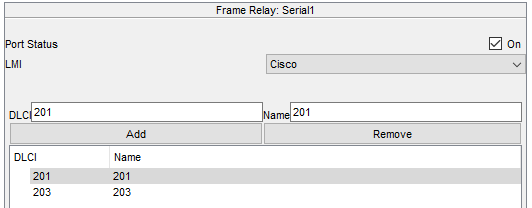 Frame Relay: Serial1
Port Status On
LMI Cisco
DLCI 201 Name 201
Add Remove
DLCI Name
201 201
203 203